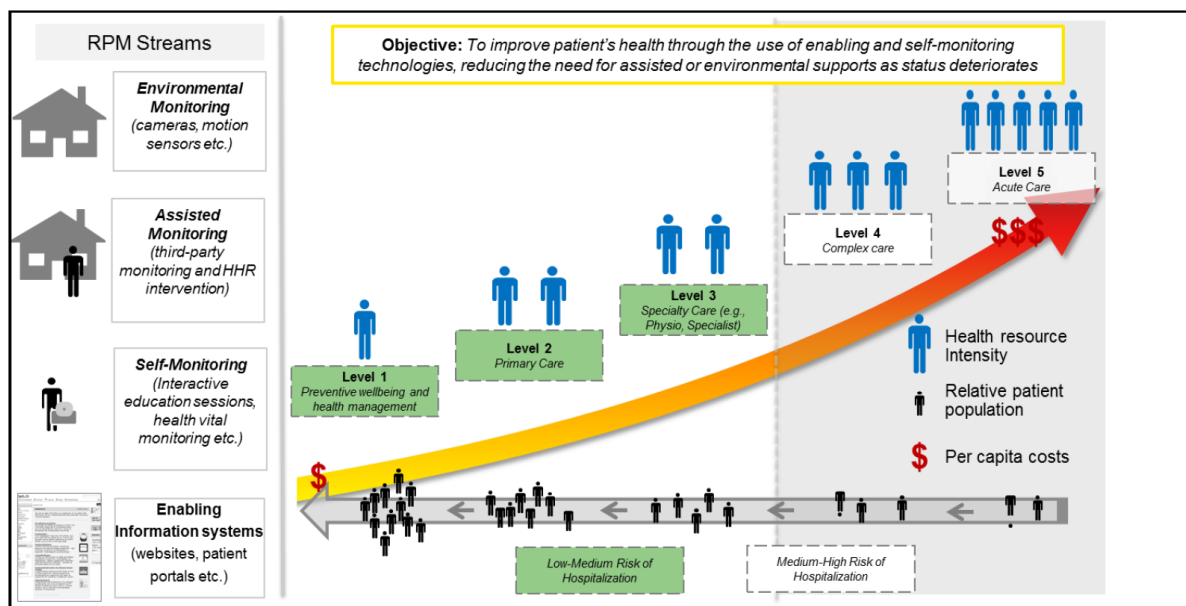 RPM Streams
Environmental
Monitoring
(cameras, motion
sensors etc.)
Assisted
Monitoring
(third-party
monitoring and HHR
intervention)
Self-Monitoring
(Interactive
education sessions,
health vital
monitoring etc.)
Enabling
Information systems
(websites, patient
portals etc.)
Objective: To improve patient's health through the use of enabling and self-monitoring
technologies, reducing the need for assisted or environmental supports as status deteriorates
Level 1
Preventive wellbeing and
health management
Level 2
Primary Care
Level 3
Specialty Care (e.g.,
Physio, Specialist)
Level 4
Complex care
Level 5
Acute Care
$$$
$
Health resource
Intensity
Relative patient
population
$ Per capita costs
Low-Medium Risk of
Hospitalization
Medium-High Risk of
Hospitalization